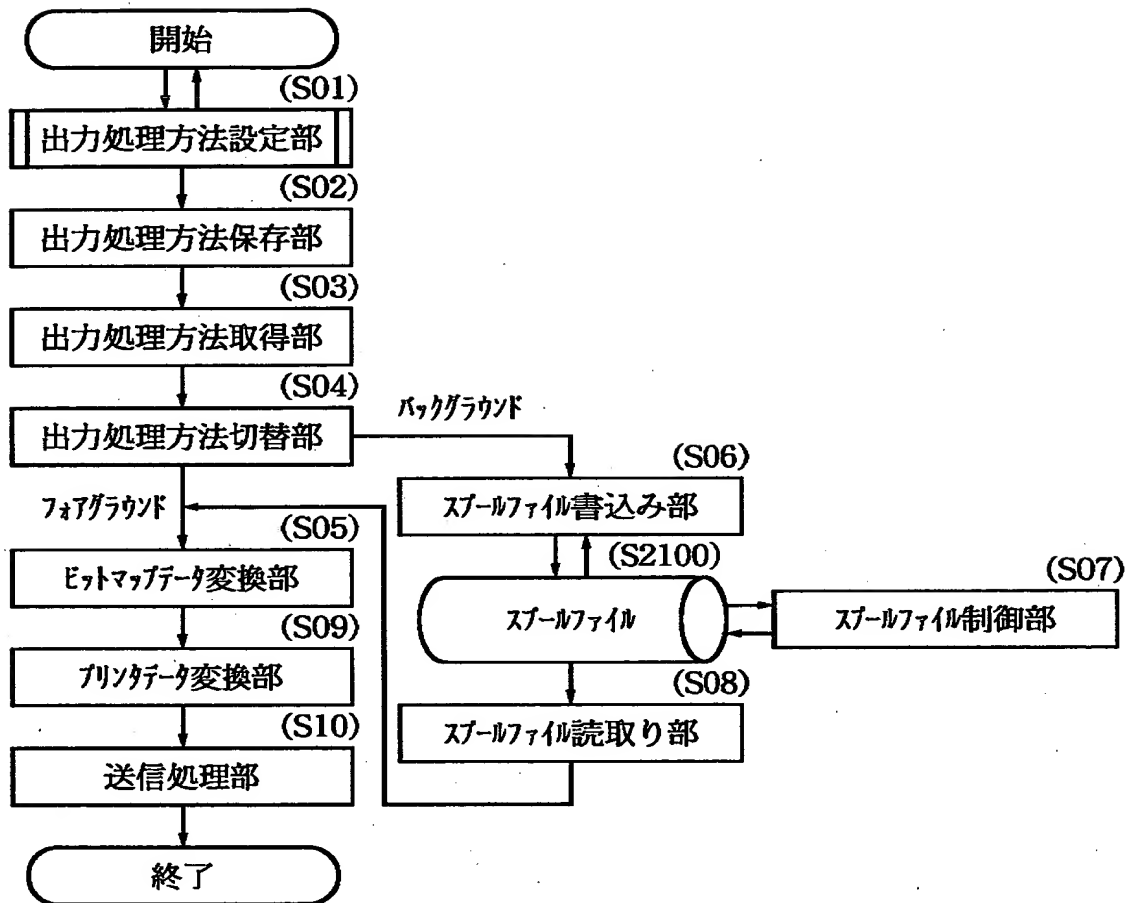 開始
(S01)
出力処理方法設定部
(S02)
出力処理方法保存部
(S03)
出力処理方法取得部
(S04)
出力処理方法切替部
バックグラウンド
(S06)
スプールファイル書込み部
フォアグラウンド
(S05)
ビットマップデータ変換部
(S2100)
スプールファイル
(S07)
スプールファイル制御部
(S09)
プリンタデータ変換部
(S08)
スプールファイル読取り部
(S10)
送信処理部
終了